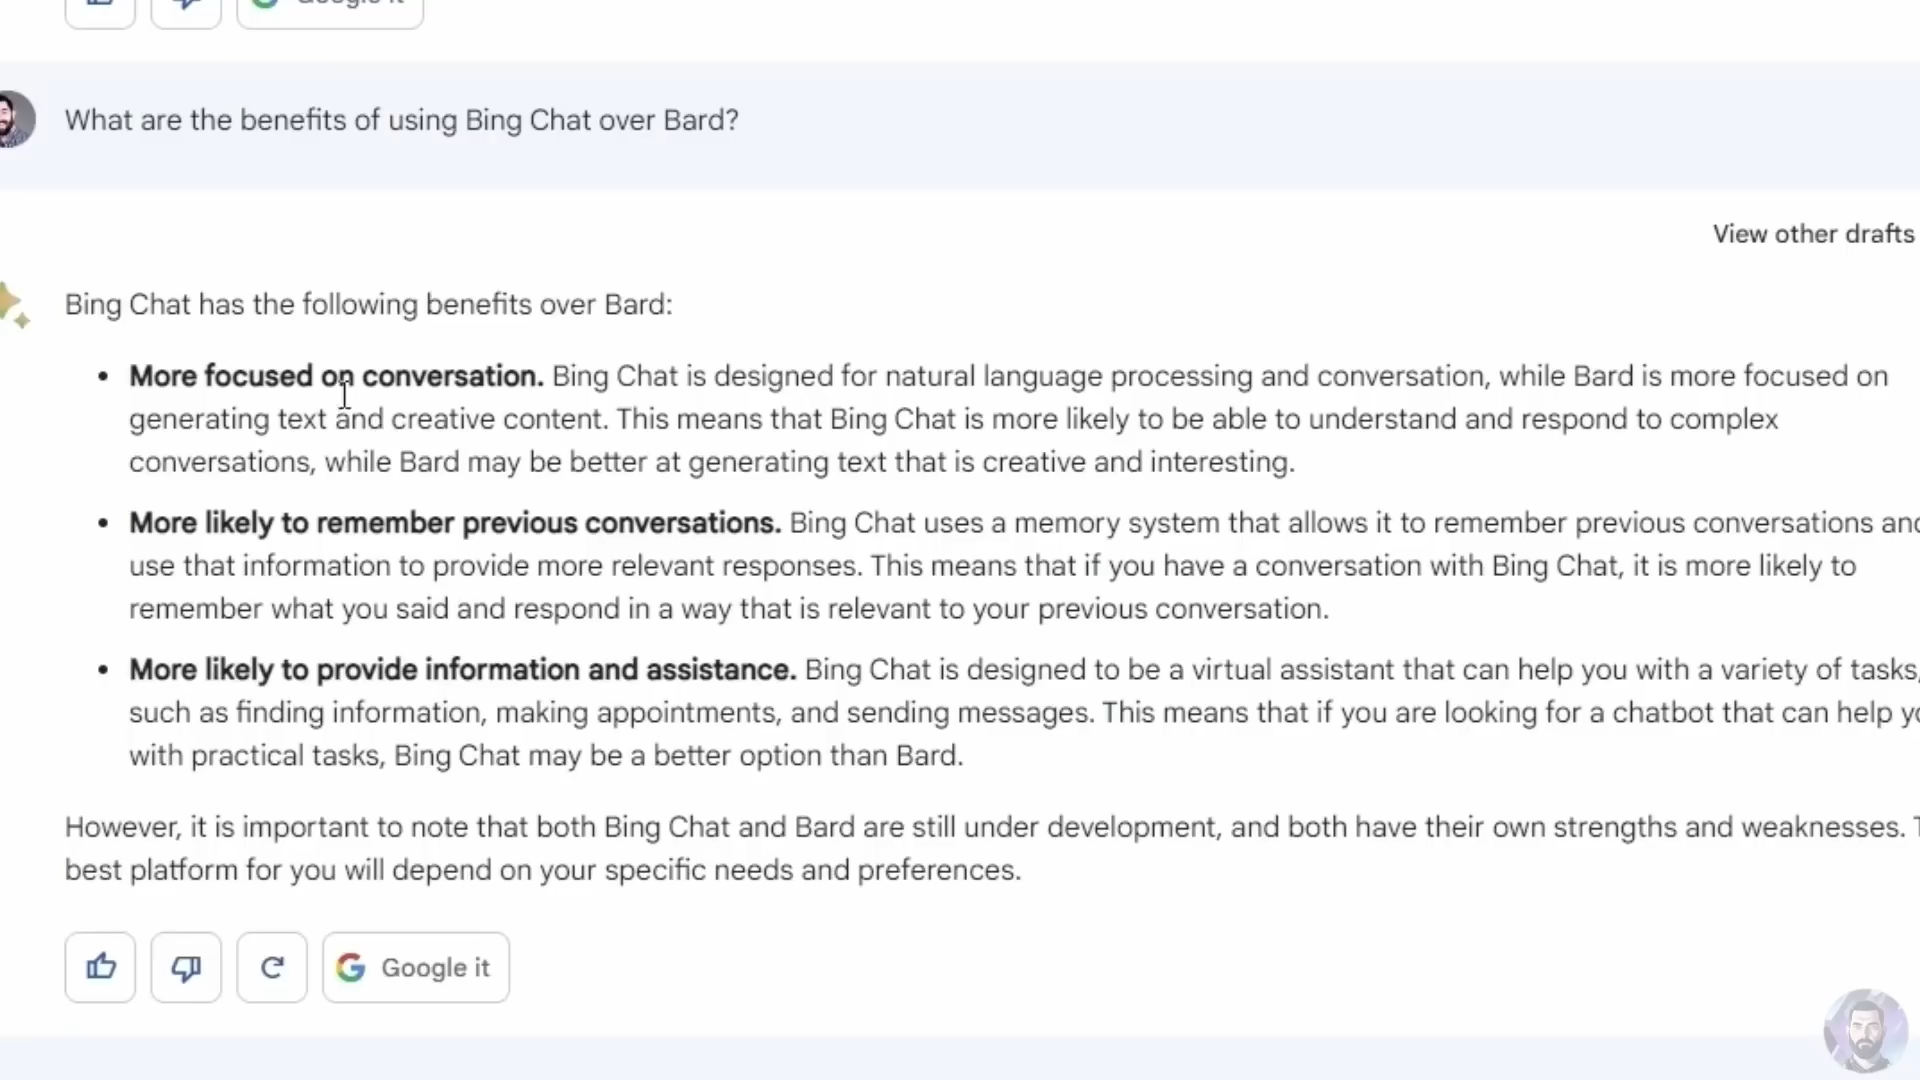 Google it
What are the benefits of using Bing Chat over Bard?
View other drafts
Bing Chat has the following benefits over Bard:
• More focused on conversation. Bing Chat is designed for natural language processing and conversation, while Bard is more focused on
generating text and creative content. This means that Bing Chat is more likely to be able to understand and respond to complex
conversations, while Bard may be better at generating text that is creative and interesting.
• More likely to remember previous conversations. Bing Chat uses a memory system that allows it to remember previous conversations
use that information to provide more relevant responses. This means that if you have a conversation with Bing Chat, it is more likely to
remember what you said and respond in a way that is relevant to your previous conversation.
• More likely to provide information and assistance. Bing Chat is designed to be a virtual assistant that can help you with a variety of tasks,
such as finding information, making appointments, and sending messages. This means that if you are looking for a chatbot that can help
with practical tasks, Bing Chat may be a better option than Bard.
However, it is important to note that both Bing Chat and Bard are still under development, and both have their own strengths and weaknesses.
best platform for you will depend on your specific needs and preferences.
Google it